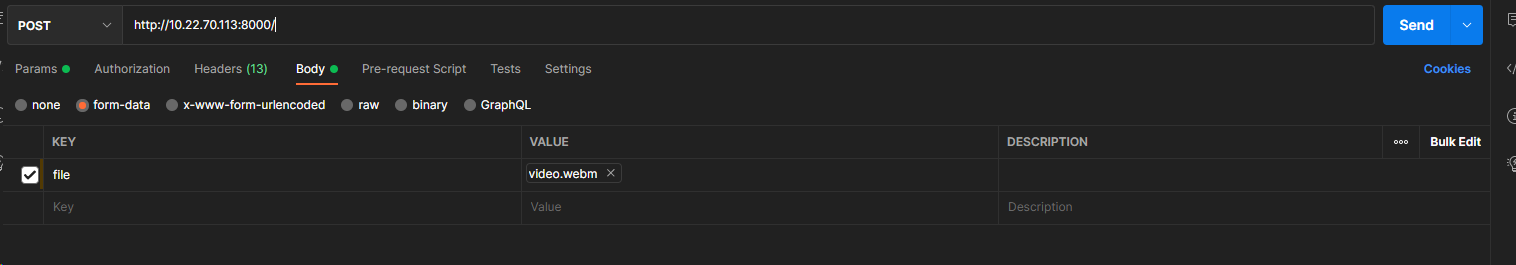 POST http://10.22.70.113:8000/ Send
Params Authorization Headers (13) Body Pre-request Script Tests Settings Cookies
none form-data x-www-form-urlencoded raw binary GraphQL
KEY VALUE DESCRIPTION ooo Bulk Edit
file video.webm
Key Value Description